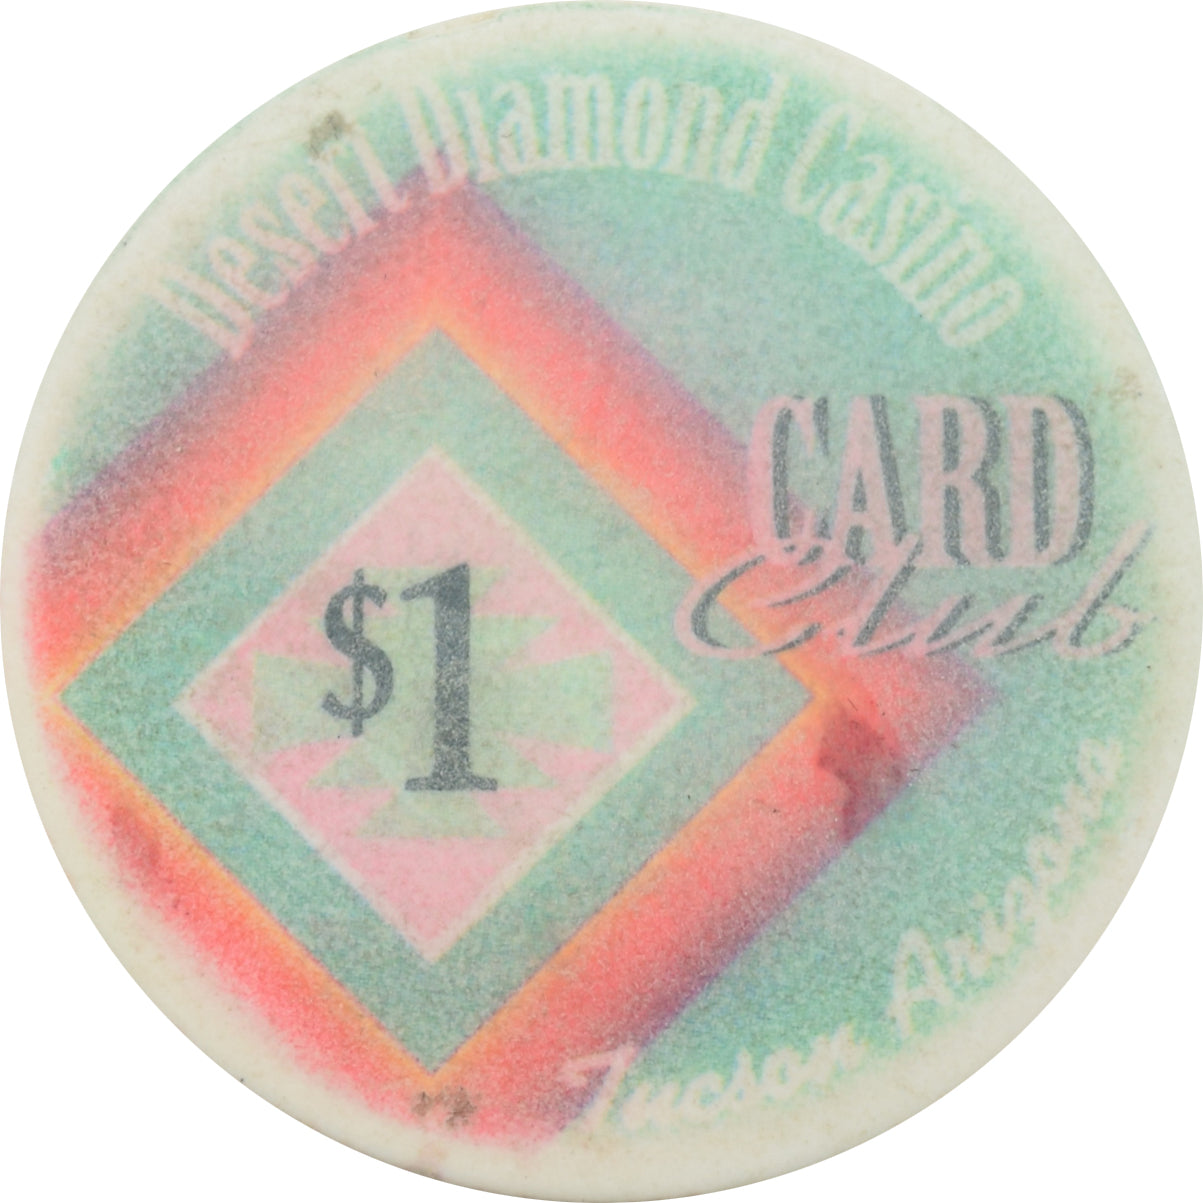 Desert Diamond Casino
CARD
Club
$1
Tucson Arizona